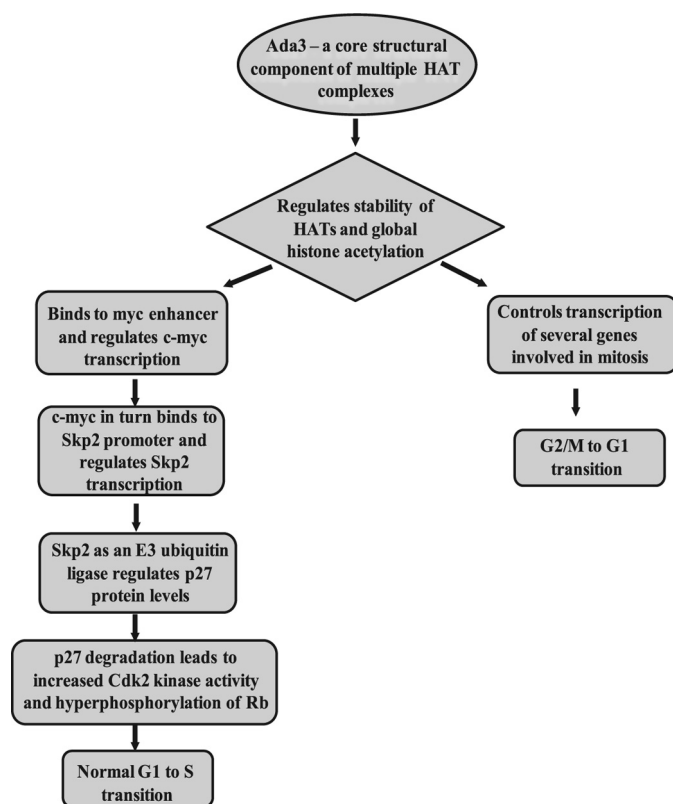 Ada3 – a core structural
component of multiple HAT
complexes
Regulates stability of
HATs and global
histone acetylation
Binds to myc enhancer
and regulates c-myc
transcription
c-myc in turn binds to
Skp2 promoter and
regulates Skp2
transcription
Skp2 as an E3 ubiquitin
ligase regulates p27
protein levels
p27 degradation leads to
increased Cdk2 kinase activity
and hyperphosphorylation of Rb
Normal G1 to S
transition
Controls transcription
of several genes
involved in mitosis
G2/M to G1
transition